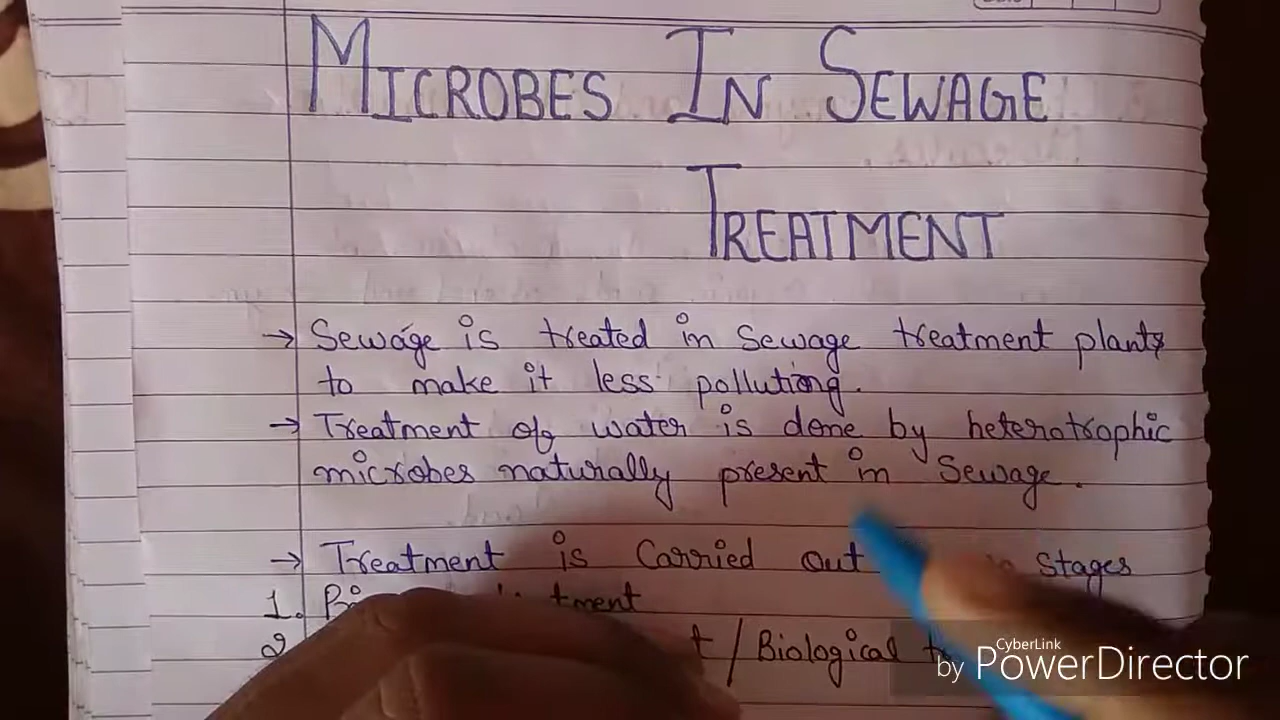 MICROBES IN SEWAGE
TREATMENT
→ Sewage is treated in Sewage treatment plants
to make it less polluting.
→ Treatment of water is done by heterotrophic
microbes naturally present in Sewage.
→ Treatment is Carried out Stages
1.
2 / Biological
CyberLink
by PowerDirector